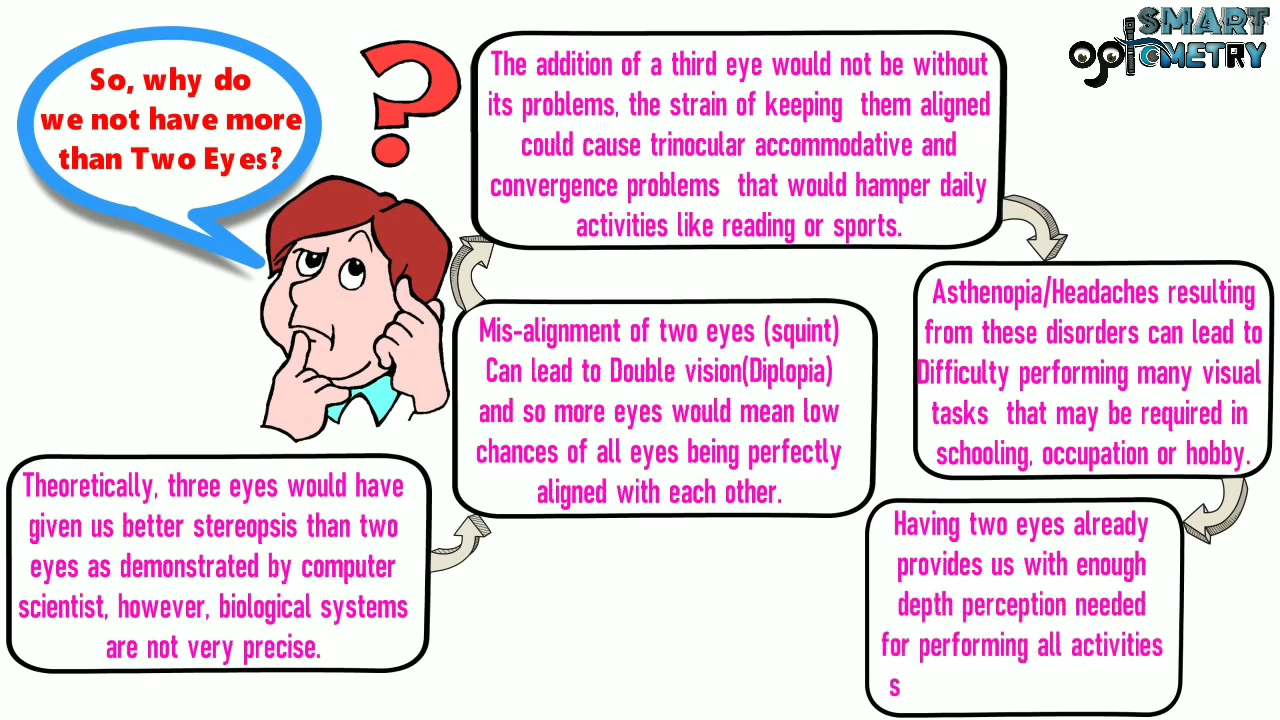 So, why do
we not have more
than Two Eyes?
Theoretically, three eyes would have
given us better stereopsis than two
eyes as demonstrated by computer
scientist, however, biological systems
are not very precise.
Mis-alignment of two eyes (squint)
Can lead to Double vision(Diplopia)
and so more eyes would mean low
chances of all eyes being perfectly
aligned with each other.
The addition of a third eye would not be without
its problems, the strain of keeping them aligned
could cause trinocular accommodative and
convergence problems that would hamper daily
activities like reading or sports.
Asthenopia/Headaches resulting
from these disorders can lead to
Difficulty performing many visual
tasks that may be required in
schooling, occupation or hobby.
Having two eyes already
provides us with enough
depth perception needed
for performing all activities
s
SMART
OPTOMETRY